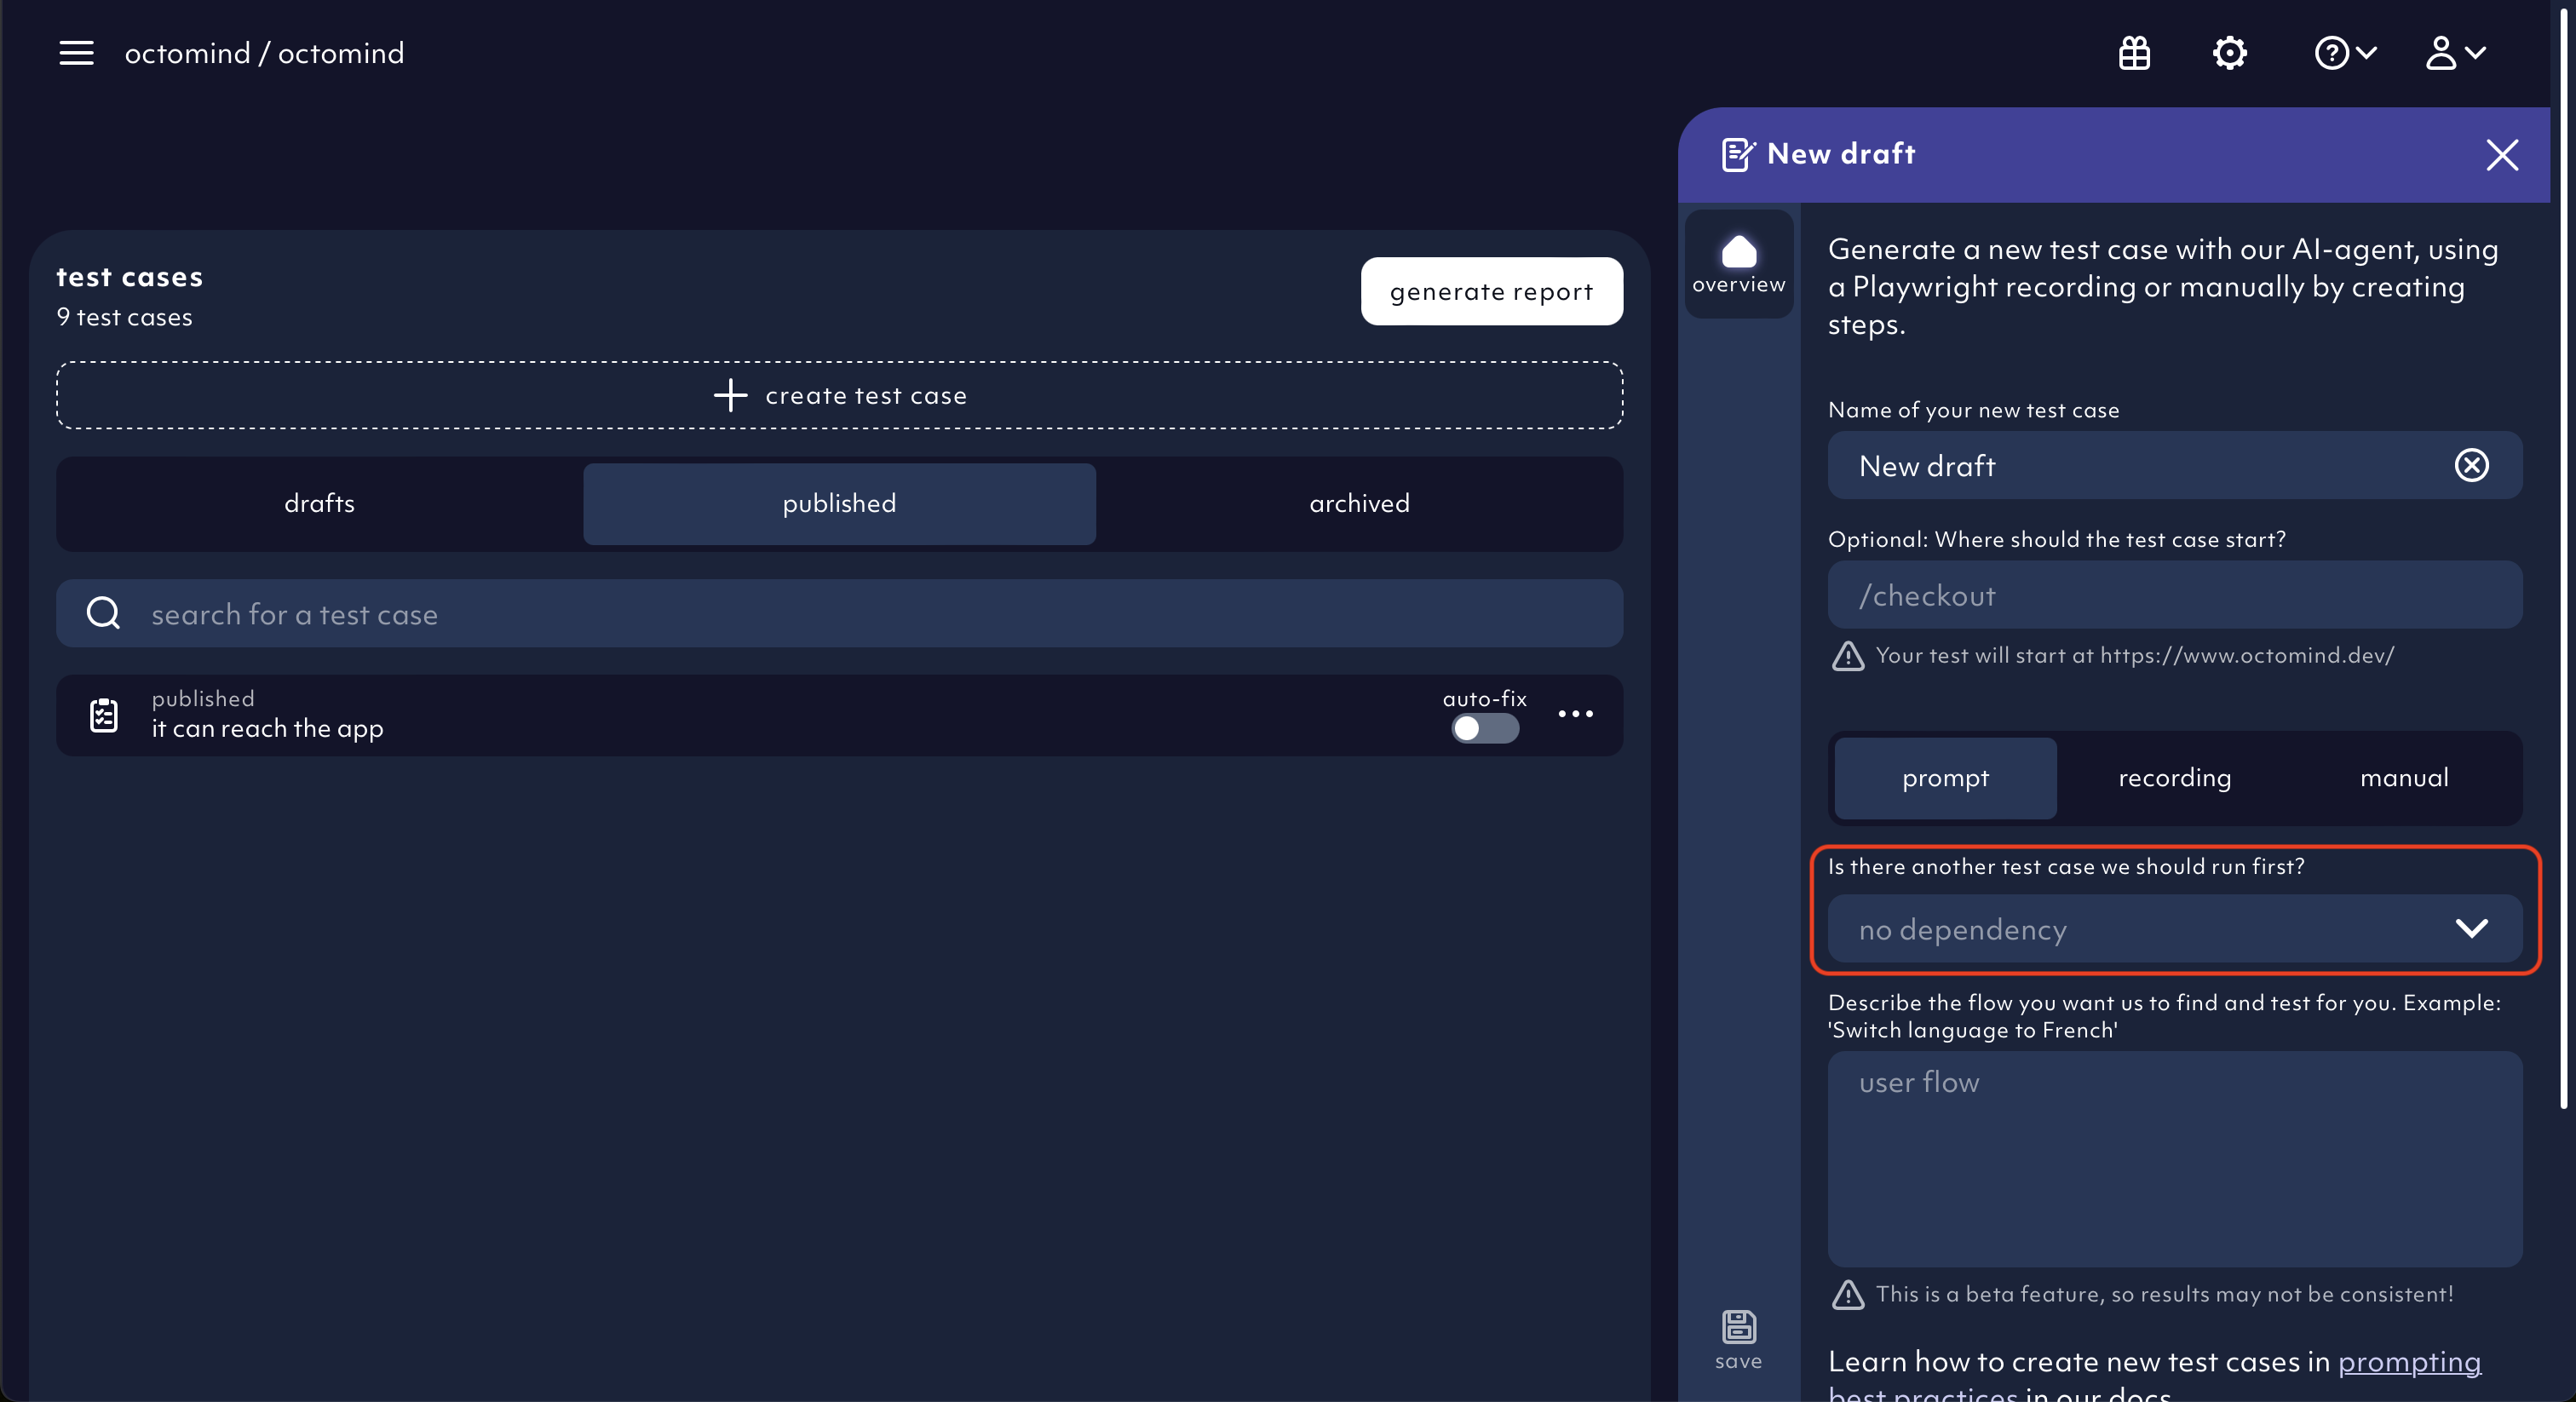 octomind / octomind
New draft
overview
Generate a new test case with our AI-agent, using
a Playwright recording or manually by creating
steps.
test cases
9 test cases
generate report
create test case
drafts
published
archived
search for a test case
published
it can reach the app
auto-fix
Name of your new test case
New draft
Optional: Where should the test case start?
/checkout
Your test will start at https://www.octomind.dev/
prompt
recording
manual
Is there another test case we should run first?
no dependency
Describe the flow you want us to find and test for you. Example:
'Switch language to French'
user flow
This is a beta feature, so results may not be consistent!
save
Learn how to create new test cases in prompting
best practices in our docs